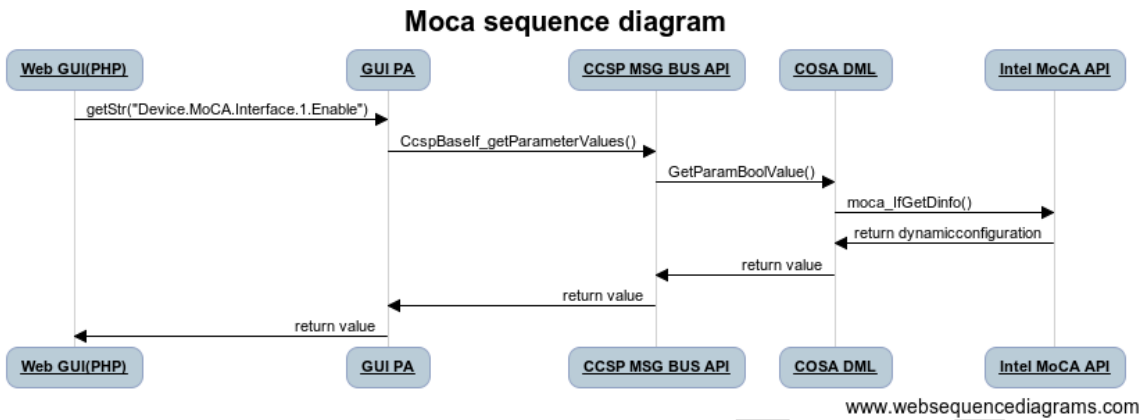 Moca sequence diagram
Web GUI(PHP) GUI PA CCSP MSG BUS API COSA DML Intel MoCA API
getStr("Device.MoCA.Interface.1.Enable")
CcspBaseIf_getParameterValues()
GetParamBoolValue()
moca_IfGetDinfo()
return dynamicconfiguration
return value
return value
return value
Web GUI(PHP) GUI PA CCSP MSG BUS API COSA DML Intel MoCA API
www.websequencediagrams.com